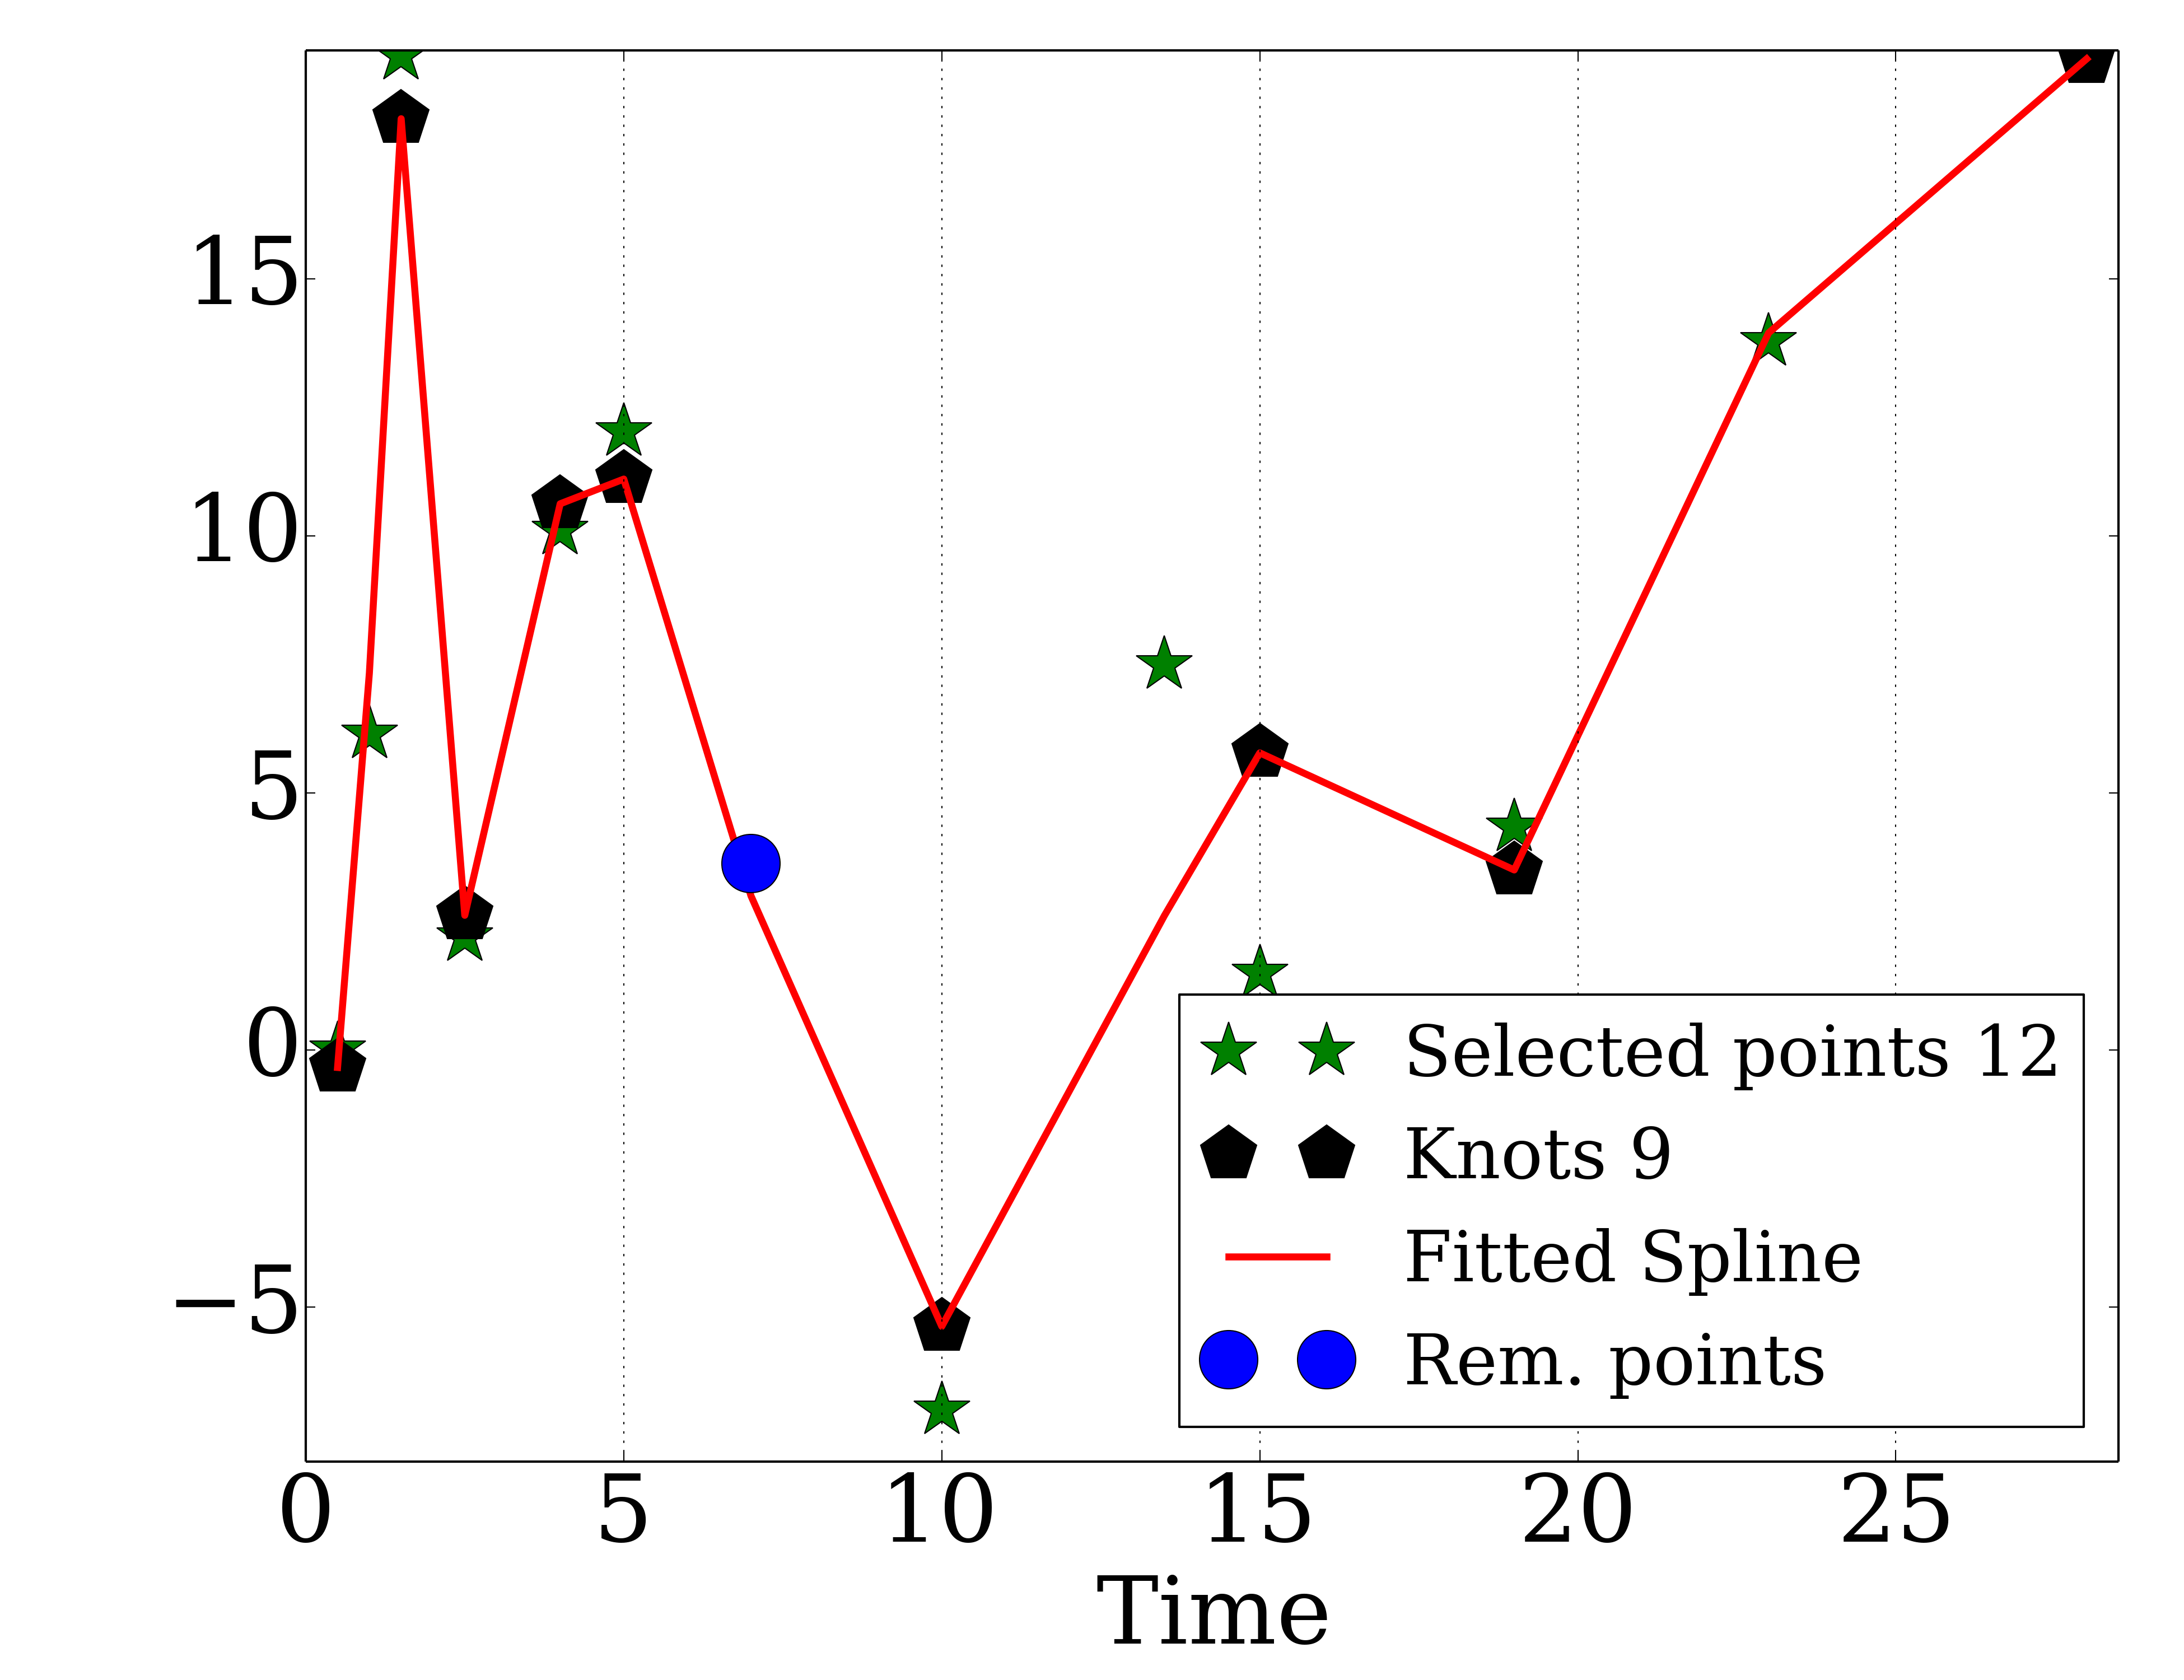 15
10
5
0
−5
Selected points 12
Knots 9
Fitted Spline
Rem. points
0 5 10 15 20 25
Time